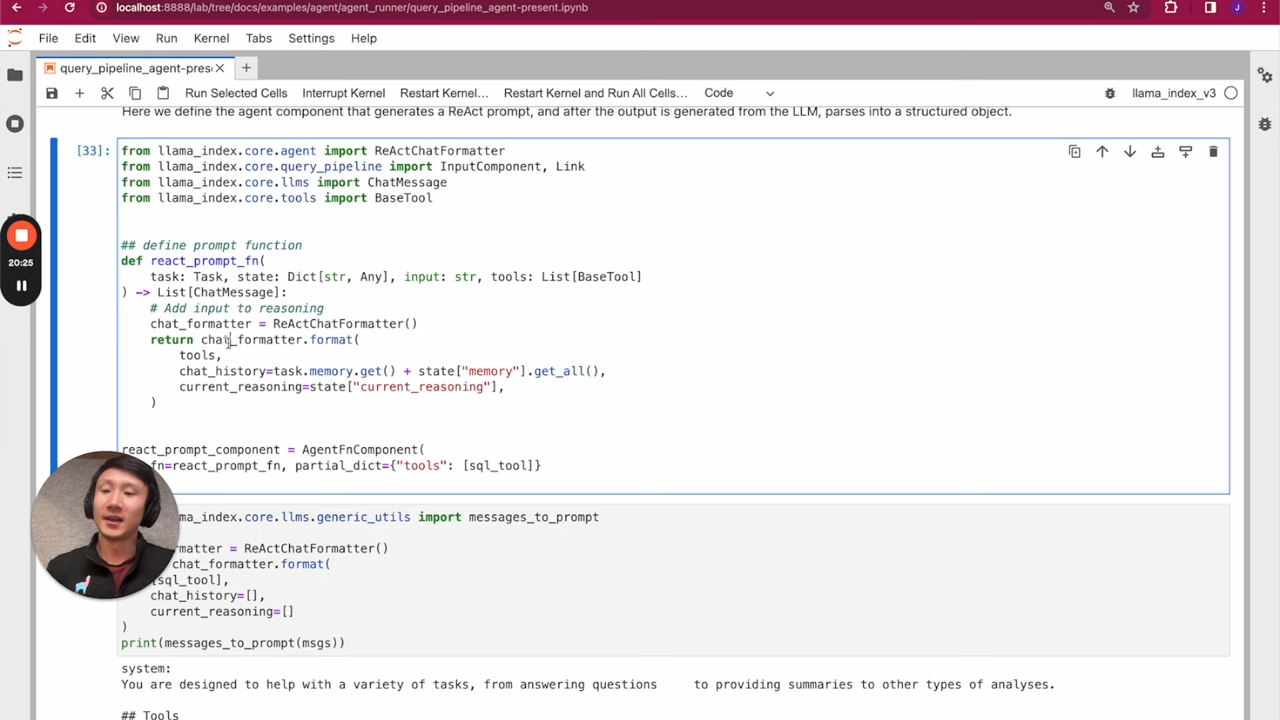 localhost:8888/lab/tree/docs/examples/agent/agent_runner/query_pipeline_agent-present.ipynb
J
File Edit View Run Kernel Tabs Settings Help
query_pipeline_agent-pres
Run Selected Cells Interrupt Kernel Restart Kernel… Restart Kernel and Run All Cells… Code llama_index_v3
Here we define the agent component that generates a ReAct prompt, and after the output is generated from the LLM, parses into a structured object.
[33]: from llama_index.core.agent import ReActChatFormatter
from llama_index.core.query_pipeline import InputComponent, Link
from llama_index.core.llms import ChatMessage
from llama_index.core.tools import BaseTool
## define prompt function
def react_prompt_fn(
task: Task, state: Dict[str, Any], input: str, tools: List[BaseTool]
) -> List[ChatMessage]:
# Add input to reasoning
chat_formatter = ReActChatFormatter()
return chat_formatter.format(
tools,
chat_history=task.memory.get() + state["memory"].get_all(),
current_reasoning=state["current_reasoning"],
)
react_prompt_component = AgentFnComponent(
fn=react_prompt_fn, partial_dict={"tools": [sql_tool]}
20:25
ma_index.core.llms.generic_utils import messages_to_prompt
matter = ReActChatFormatter()
chat_formatter.format(
sql_tool],
chat_history=[],
current_reasoning=[]
)
print(messages_to_prompt(msgs))
system:
You are designed to help with a variety of tasks, from answering questions to providing summaries to other types of analyses.
## Tools